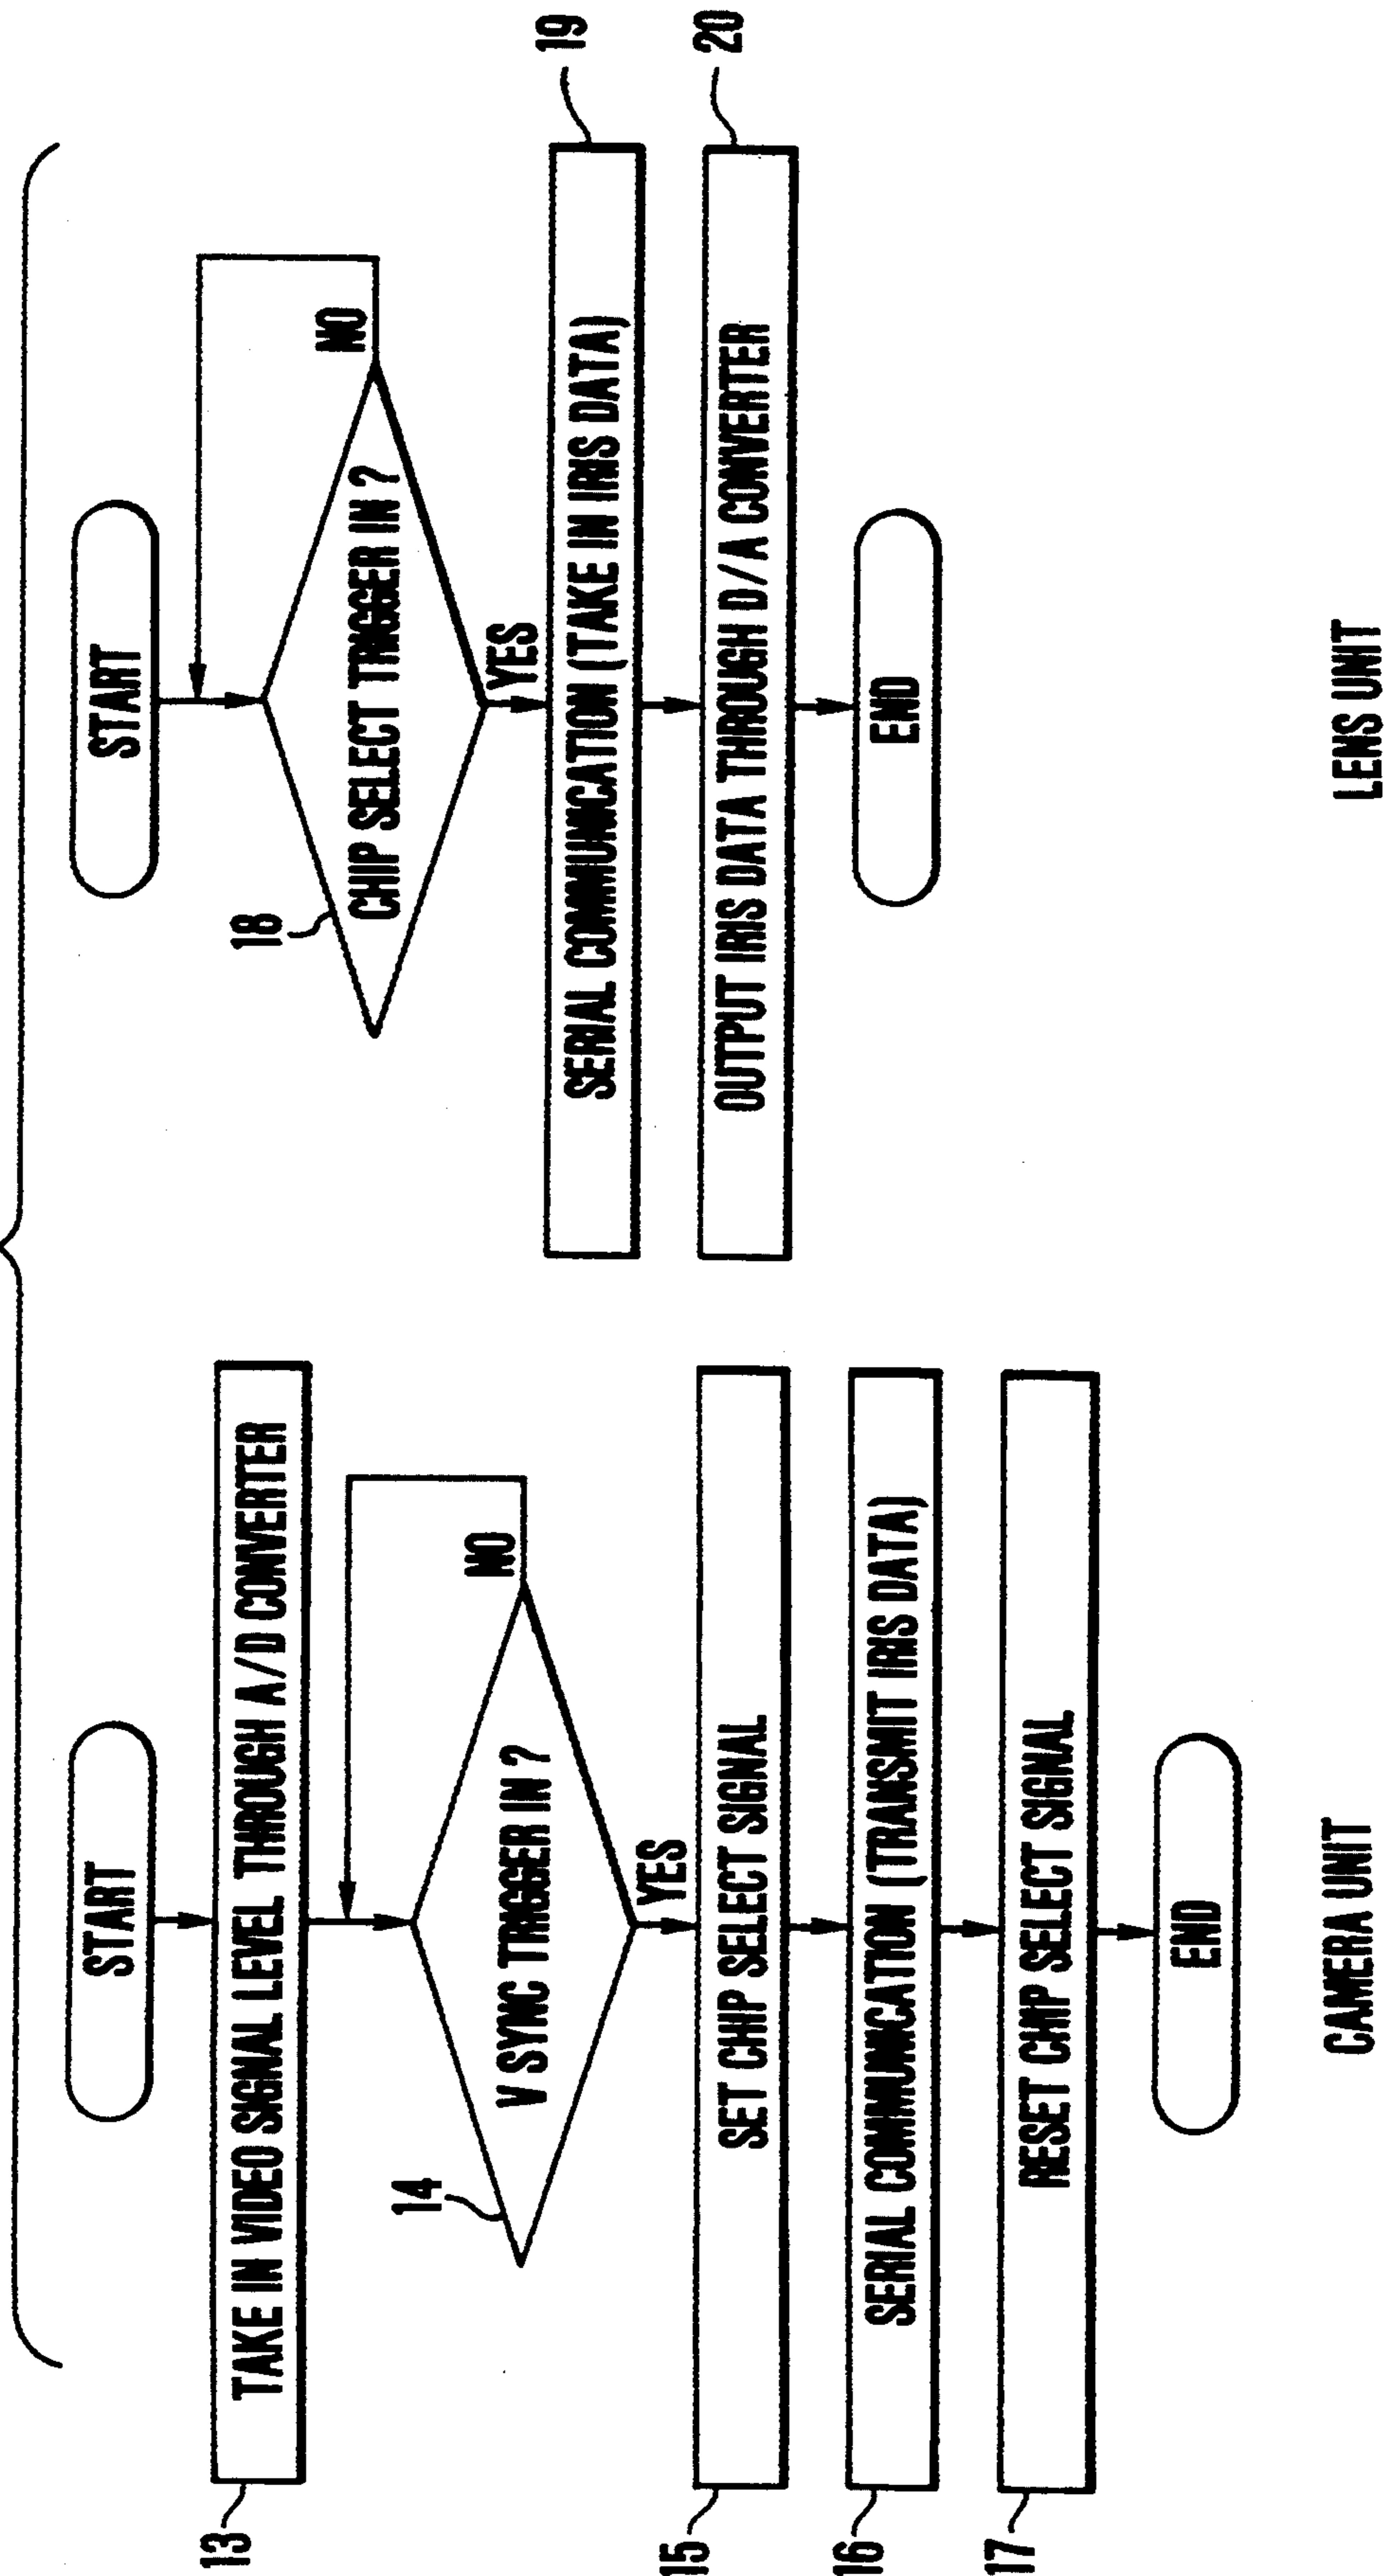 START
13
TAKE IN VIDEO SIGNAL LEVEL THROUGH A/D CONVERTER
14
V SYNC TRIGGER IN ?
NO
YES
15
SET CHIP SELECT SIGNAL
16
SERIAL COMMUNICATION (TRANSMIT IRIS DATA)
17
RESET CHIP SELECT SIGNAL
END
CAMERA UNIT
START
18
CHIP SELECT TRIGGER IN ?
NO
YES
19
SERIAL COMMUNICATION (TAKE IN IRIS DATA)
20
OUTPUT IRIS DATA THROUGH D/A CONVERTER
END
LENS UNIT